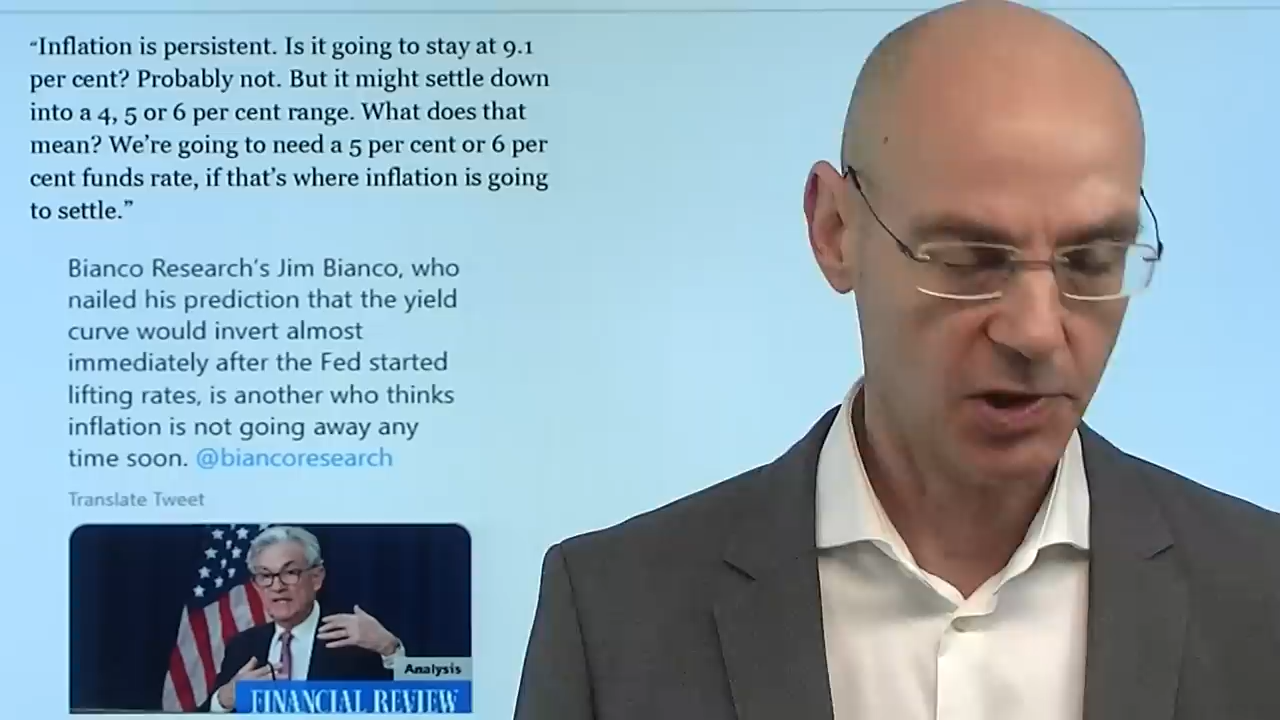 “Inflation is persistent. Is it going to stay at 9.1
per cent? Probably not. But it might settle down
into a 4, 5 or 6 per cent range. What does that
mean? We’re going to need a 5 per cent or 6 per
cent funds rate, if that’s where inflation is going
to settle.”
Bianco Research’s Jim Bianco, who
nailed his prediction that the yield
curve would invert almost
immediately after the Fed started
lifting rates, is another who thinks
inflation is not going away any
time soon. @biancoresearch
Translate Tweet
Analysis
FINANCIAL REVIEW